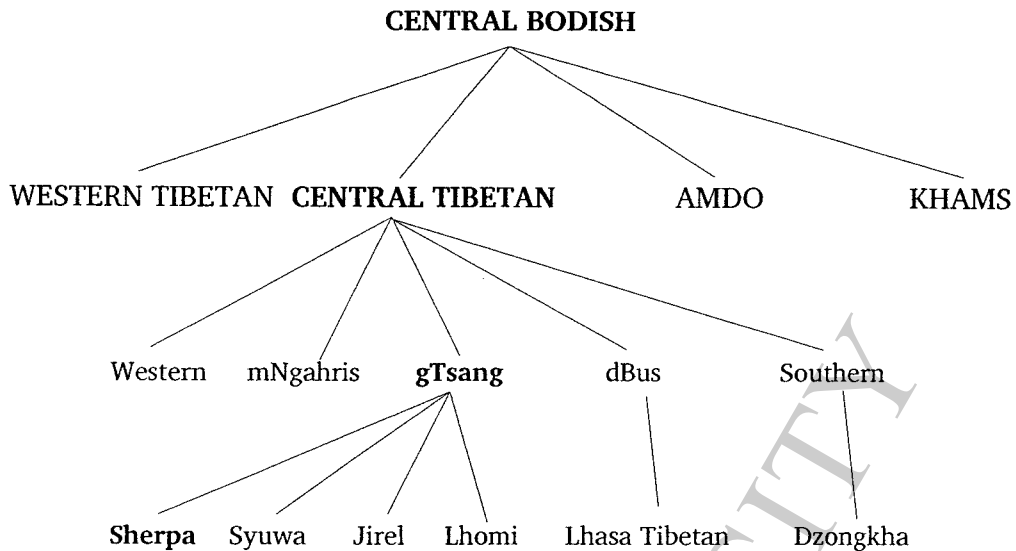 CENTRAL BODISH
WESTERN TIBETAN CENTRAL TIBETAN AMDO KHAMS
Western mNgahris gTsang dBus Southern
Sherpa Syuwa Jirel Lhomi Lhasa Tibetan Dzongkha